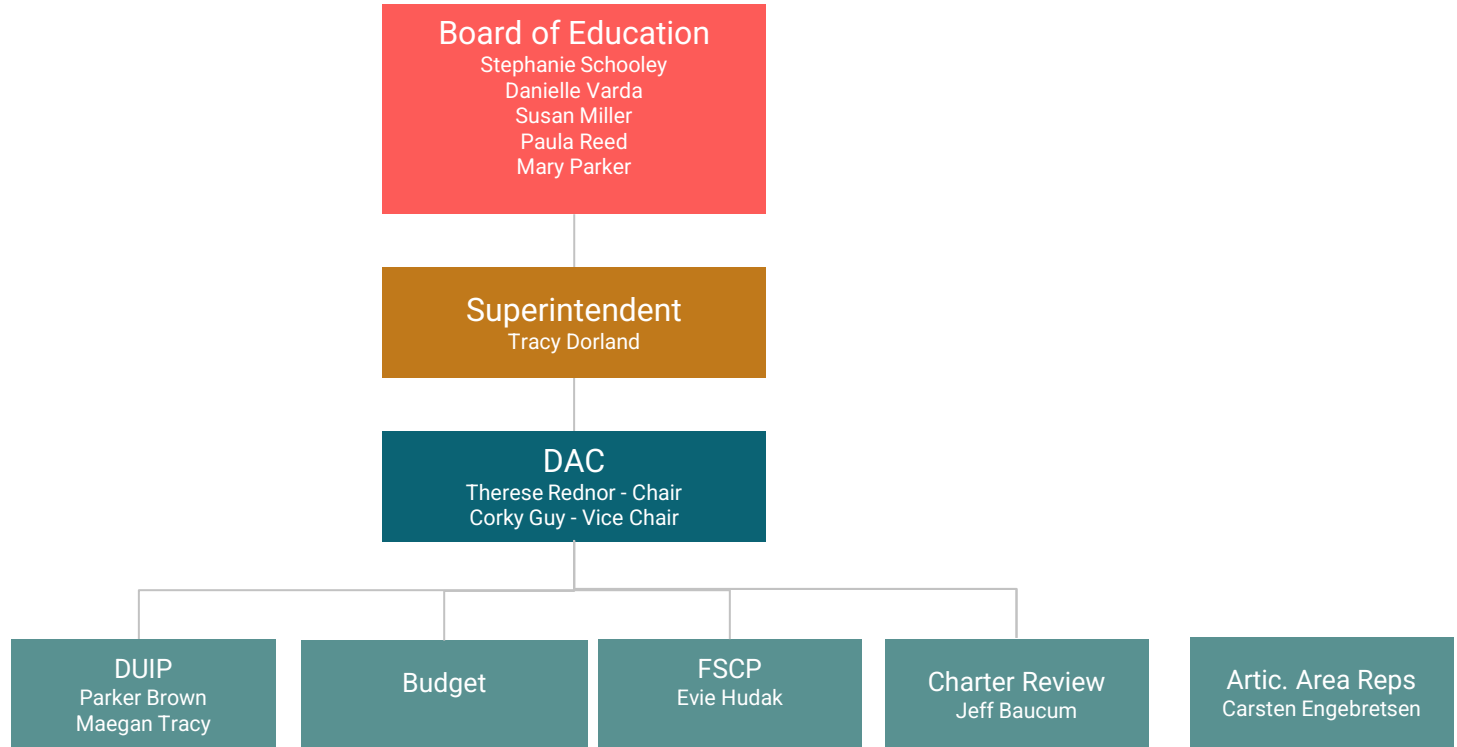 Board of Education
Stephanie Schooley
Danielle Varda
Susan Miller
Paula Reed
Mary Parker
Superintendent
Tracy Dorland
DAC
Therese Rednor - Chair
Corky Guy - Vice Chair
DUIP
Parker Brown
Maegan Tracy
Budget
FSCP
Evie Hudak
Charter Review
Jeff Baucum
Artic. Area Reps
Carsten Engebretsen